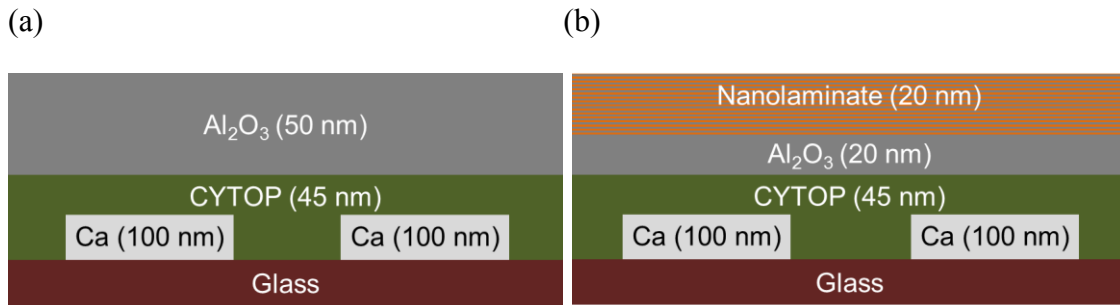 (a)
Al₂O₃ (50 nm)
CYTOP (45 nm)
Ca (100 nm) Ca (100 nm)
Glass
(b)
Nanolaminate (20 nm)
Al₂O₃ (20 nm)
CYTOP (45 nm)
Ca (100 nm) Ca (100 nm)
Glass